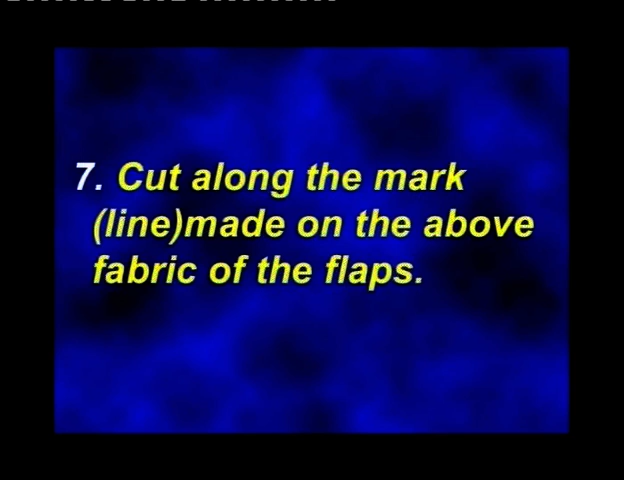 7. Cut along the mark
(line)made on the above
fabric of the flaps.